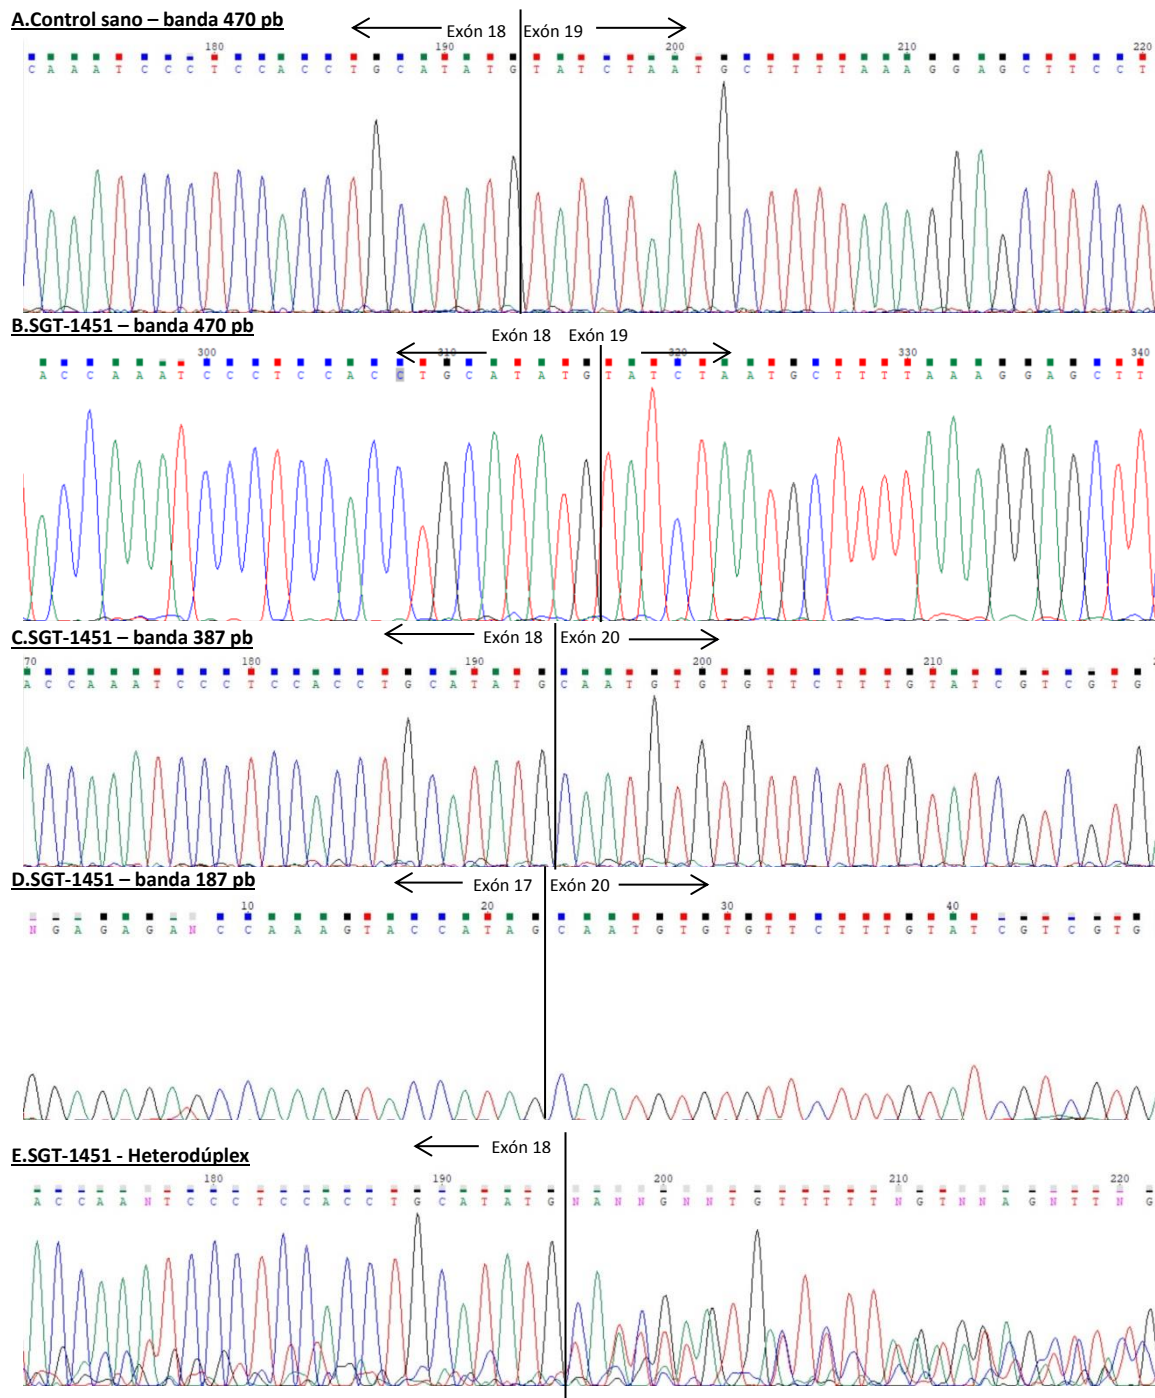 A.Control sano – banda 470 pb
Exón 18 Exón 19
180 190 200 210 220
C A A A T C C C T C C A C C T G C A T A T G T A T C T A A T G C T T T T A A A G G A G C T T C C T
B.SGT-1451 – banda 470 pb
Exón 18 Exón 19
300 310 320 330 340
A C C A A A T C C C T C C A C C T G C A T A T G T A T C T A A T G C T T T T A A A G G A G C T T
C.SGT-1451 – banda 387 pb
Exón 18 Exón 20
70 180 190 200 210
A C C A A A T C C C T C C A C C T G C A T A T G C A A T G T G T G T T C T T T G T A T C G T C G T G
D.SGT-1451 – banda 187 pb
Exón 17 Exón 20
10 20 30 40
N G A G A G A N C C A A A G T A C C A T A G C A A T G T G T G T T C T T T G T A T C G T C G T G
E.SGT-1451 - Heterodúplex
Exón 18
180 190 200 210 220
A C C A A N T C C C T C C A C C T G C A T A T G N A N N G N N T G T T T T T N G T N N A G N T T N G